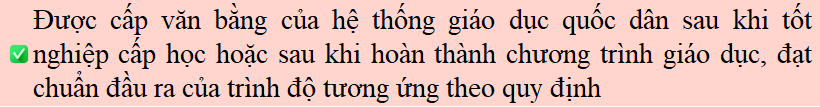 Được cấp văn bằng của hệ thống giáo dục quốc dân sau khi tốt
✅nghiệp cấp học hoặc sau khi hoàn thành chương trình giáo dục, đạt
chuẩn đầu ra của trình độ tương ứng theo quy định